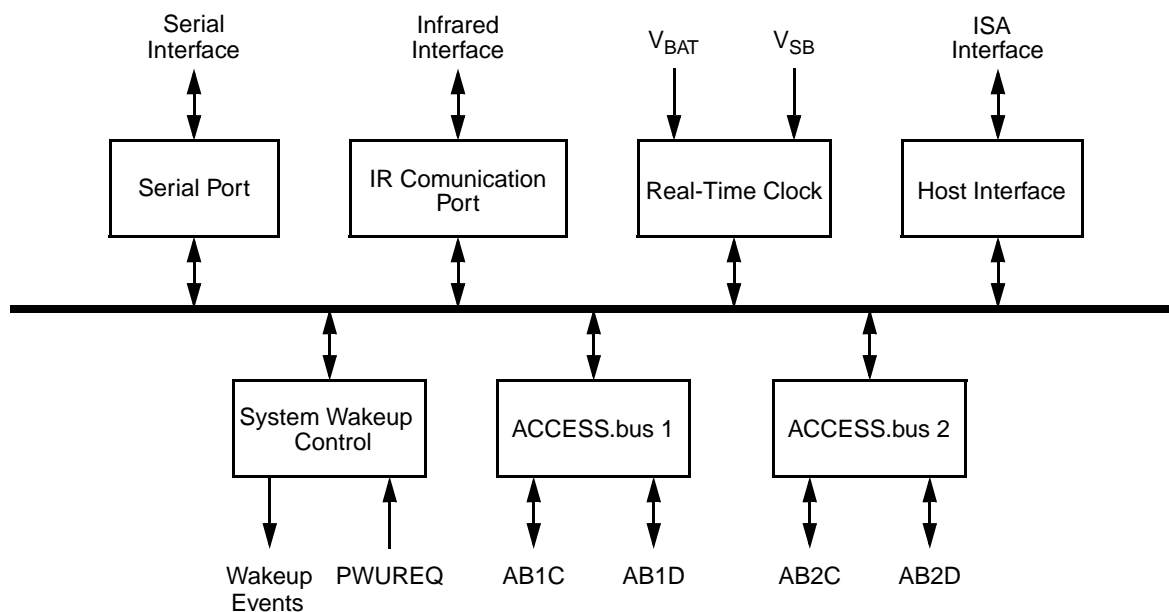 Serial
Interface
Infrared
Interface
VBAT
VSB
ISA
Interface
Serial Port
IR Comunication
Port
Real-Time Clock
Host Interface
System Wakeup
Control
ACCESS.bus 1
ACCESS.bus 2
Wakeup
Events
PWUREQ
AB1C
AB1D
AB2C
AB2D